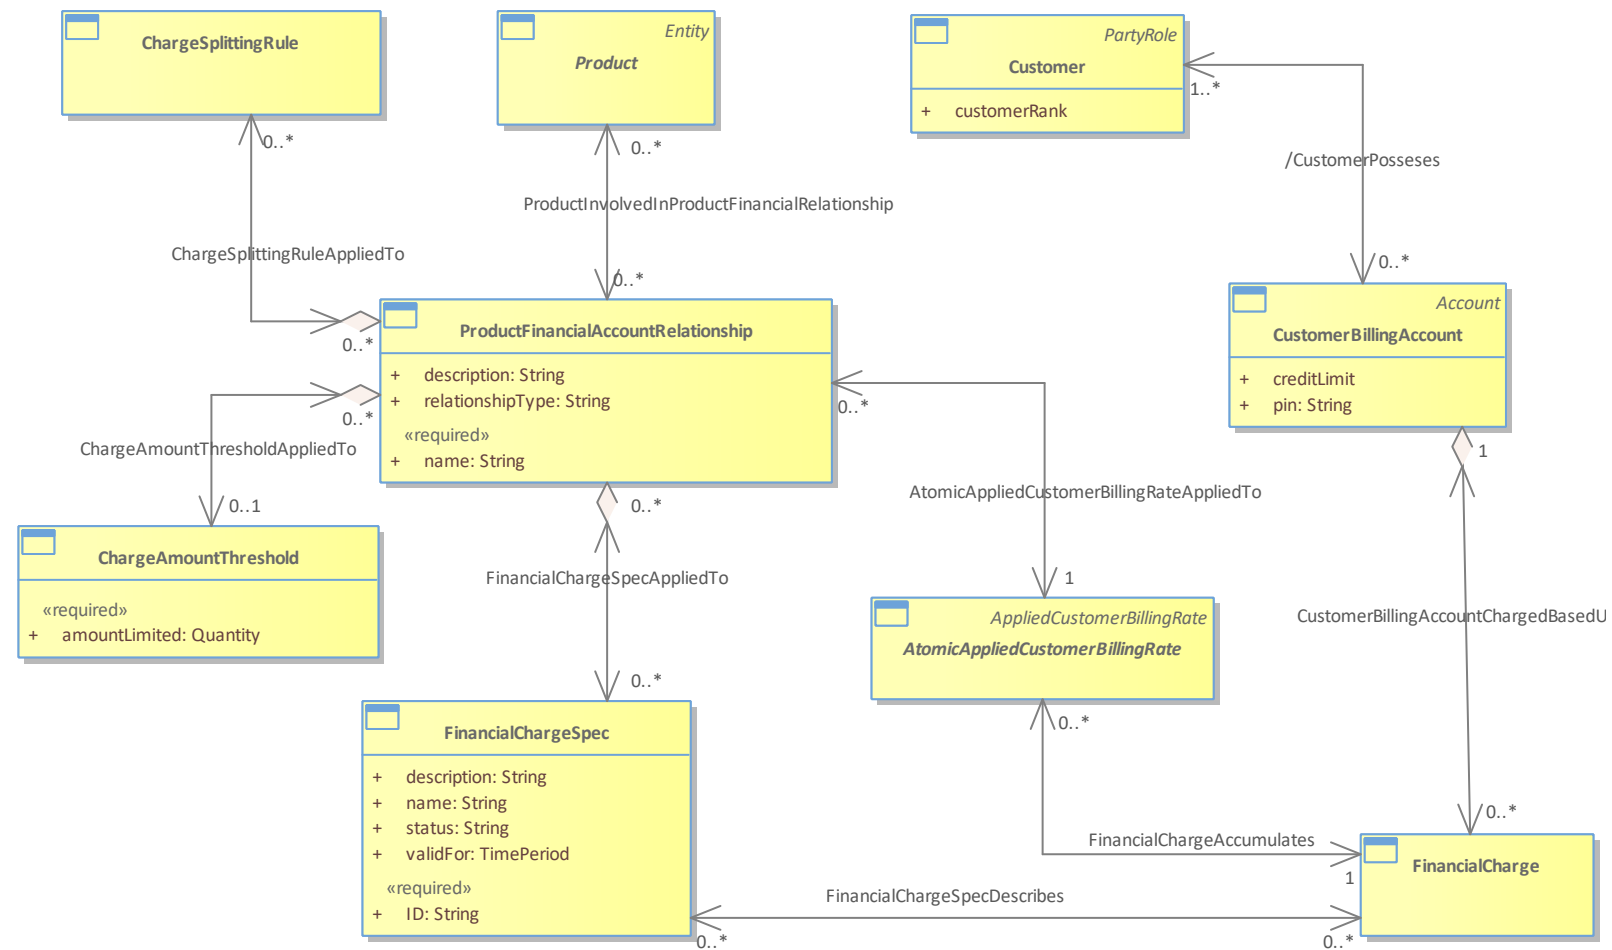 ChargeSplittingRule
Entity
Product
PartyRole
Customer
+ customerRank
0..*
0..*
1..*
/CustomerPosseses
ProductInvolvedInProductFinancialRelationship
ChargeSplittingRuleAppliedTo
0..*
0..*
0..*
ProductFinancialAccountRelationship
+ description: String
+ relationshipType: String
«required»
+ name: String
0..*
0..*
0..*
Account
CustomerBillingAccount
+ creditLimit
+ pin: String
1
ChargeAmountThresholdAppliedTo
0..1
0..*
AtomicAppliedCustomerBillingRateAppliedTo
ChargeAmountThreshold
«required»
+ amountLimited: Quantity
FinancialChargeSpecAppliedTo
1
AppliedCustomerBillingRate
AtomicAppliedCustomerBillingRate
CustomerBillingAccountChargedBasedU
0..*
0..*
FinancialChargeSpec
+ description: String
+ name: String
+ status: String
+ validFor: TimePeriod
«required»
+ ID: String
0..*
FinancialChargeAccumulates
1
FinancialCharge
FinancialChargeSpecDescribes
0..*
0..*